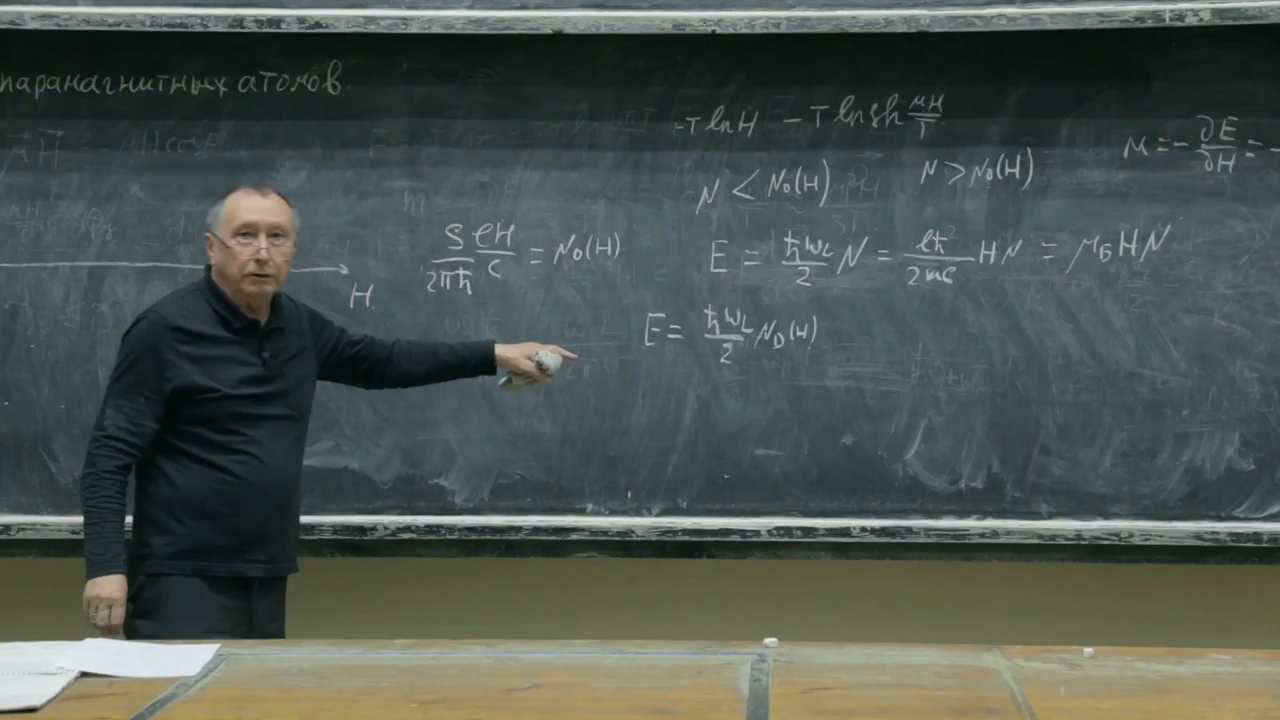 парамагнитных атомов
-T ln H - T ln sh μH/T
M = - ∂E/∂H = -
N < N₀(H) N > N₀(H)
S/2πħ eH/c = N₀(H)
E = ħω_L/2 N = eħ/2mc HN = μ_Б HN
H
E = ħω_L/2 N₀(H)